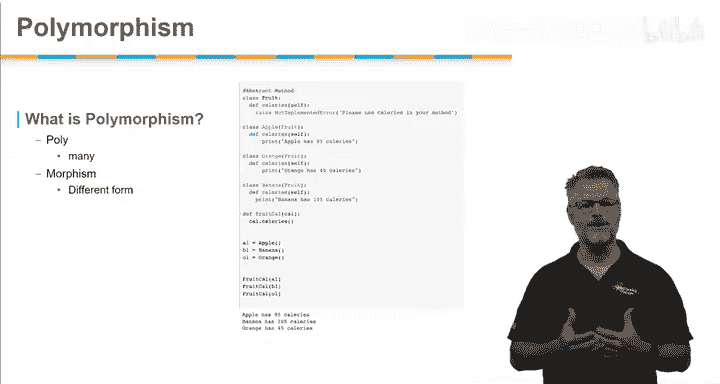 Polymorphism
What is Polymorphism?
– Poly
• many
– Morphism
• Different form
#Abstract Method
class Fruit:
def calories(self):
raise NotImplementedError('Please use calories in your method')
class Apple(Fruit):
def calories(self):
print("Apple has 95 calories")
class Orange(Fruit):
def calories(self):
print("Orange has 45 calories")
class Banana(Fruit):
def calories(self):
print("Banana has 105 calories")
def FruitCal(cal):
cal.calories()
a1 = Apple()
b1 = Banana()
o1 = Orange()
FruitCal(a1)
FruitCal(b1)
FruitCal(o1)
Apple has 95 calories
Banana has 105 calories
Orange has 45 calories